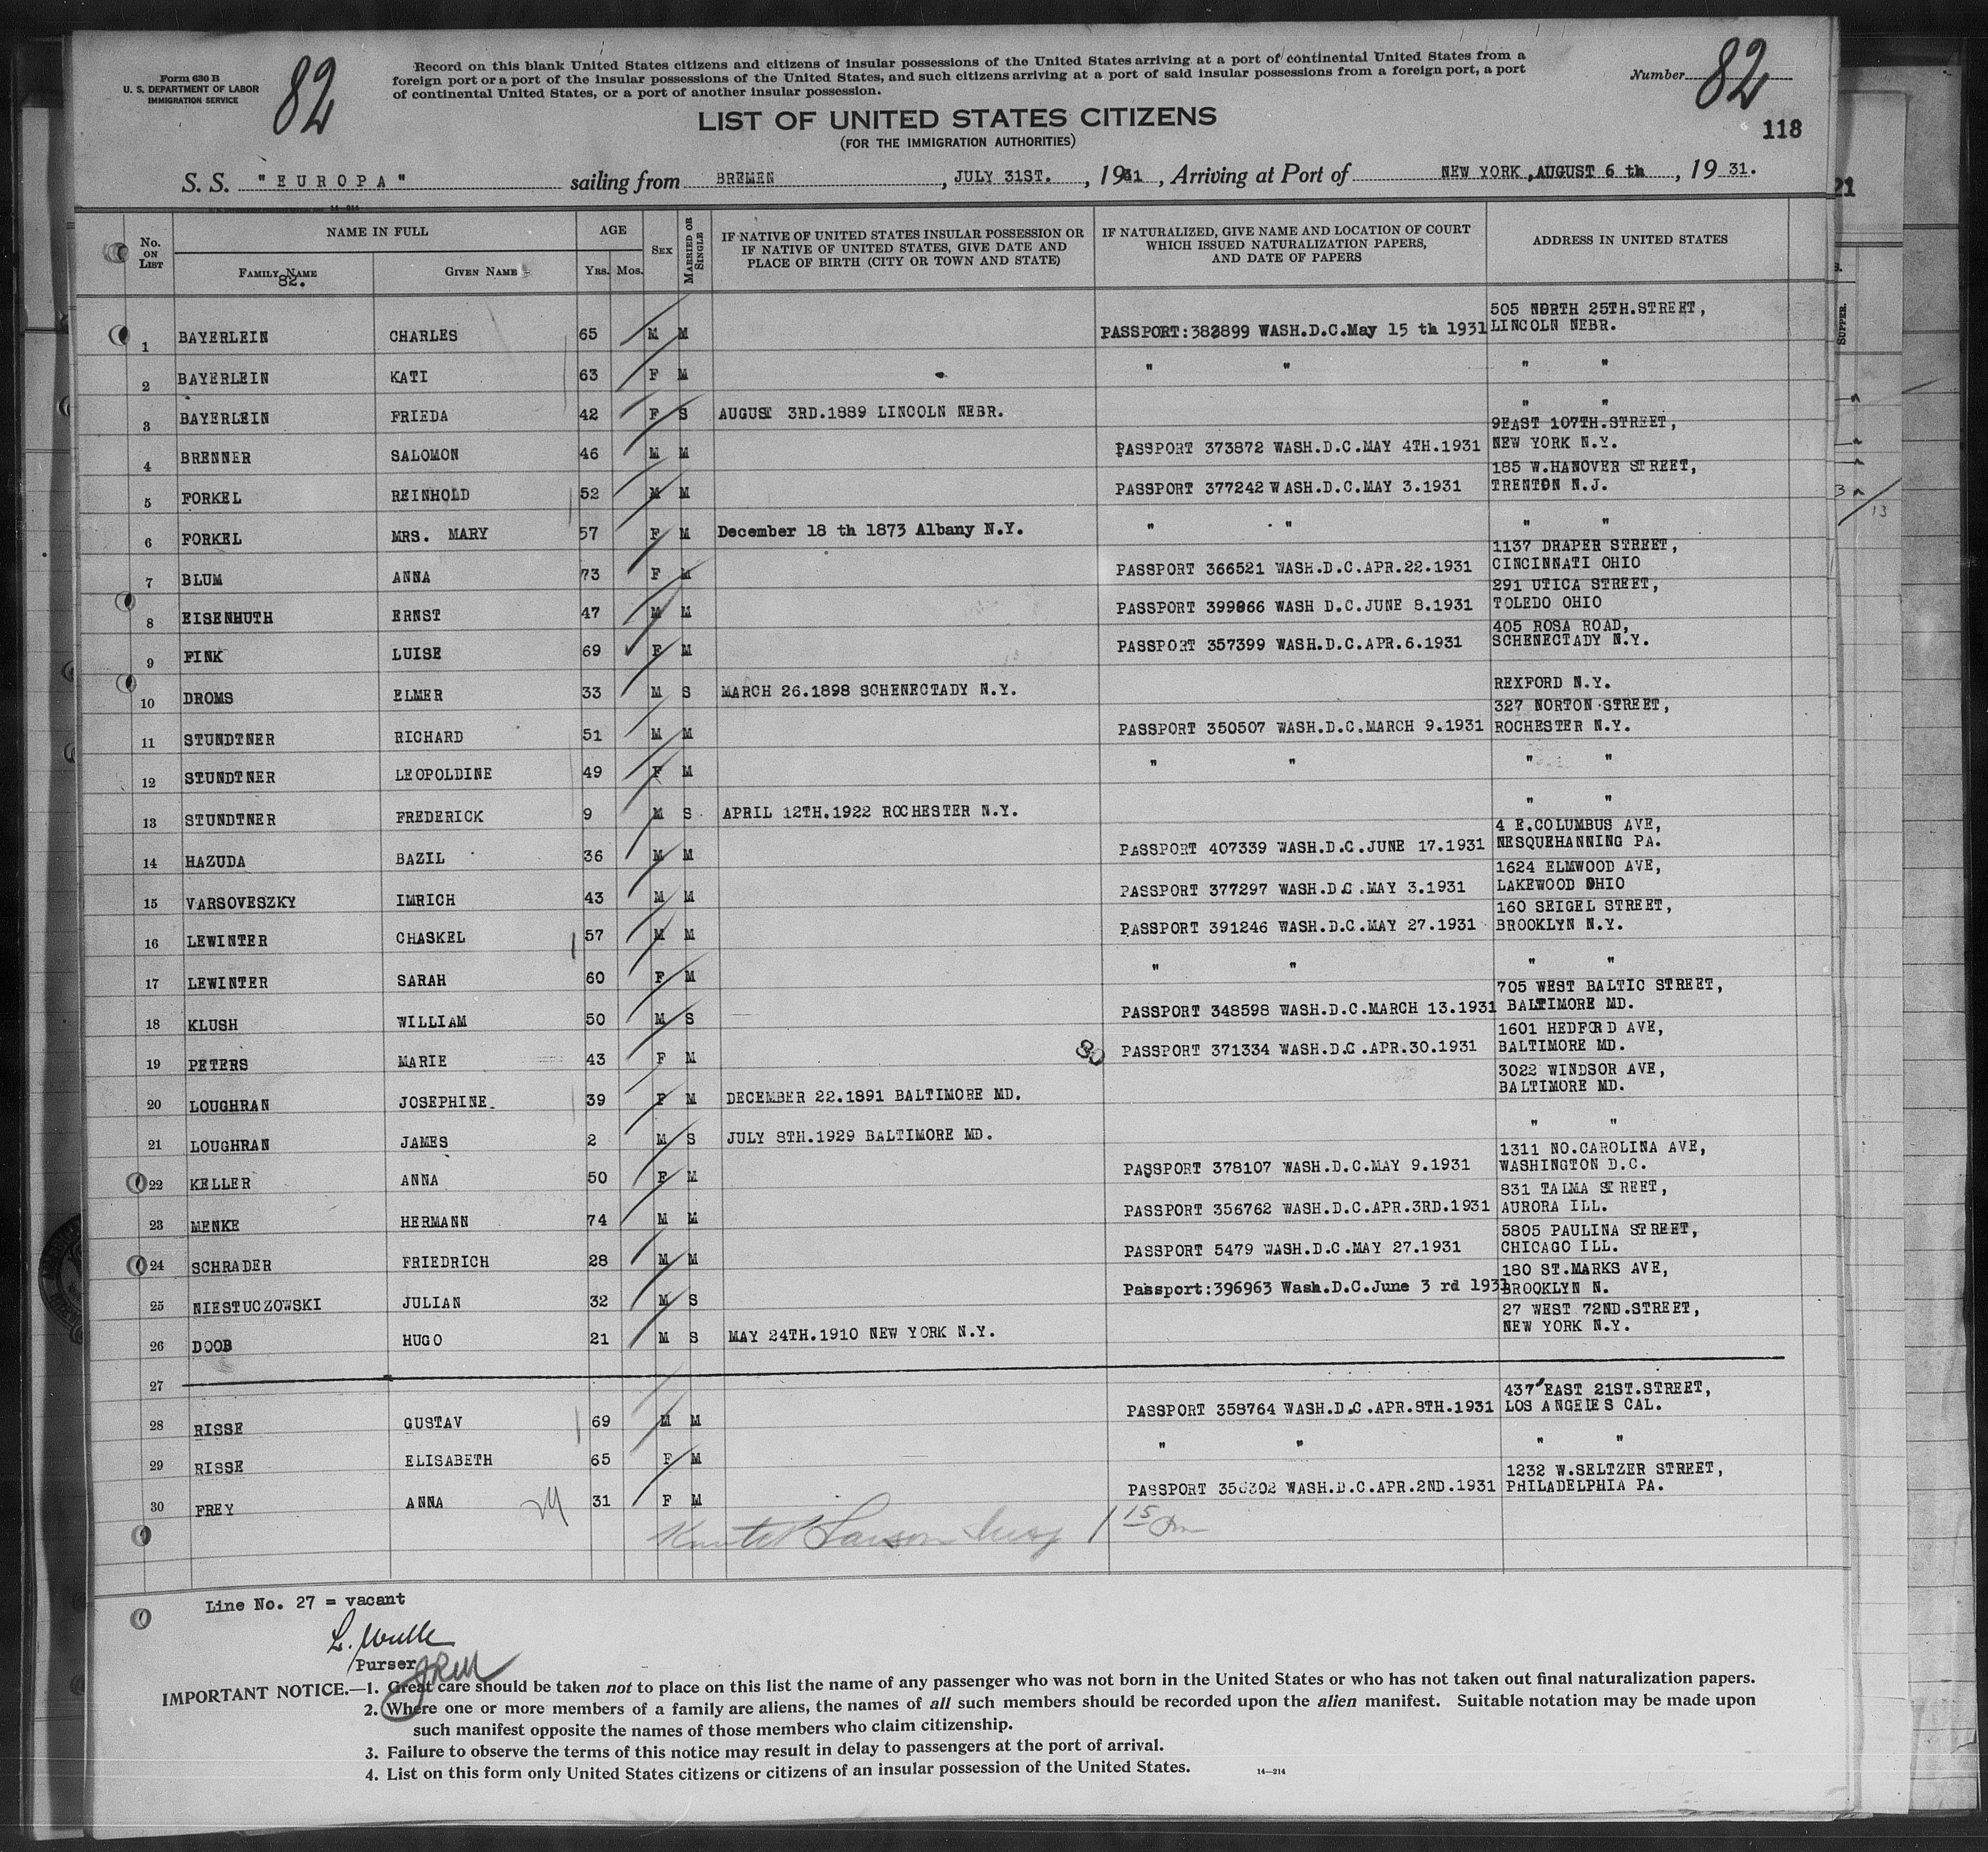 Form 630 B
U. S. DEPARTMENT OF LABOR
IMMIGRATION SERVICE
82
Record on this blank United States citizens and citizens of insular possessions of the United States arriving at a port of continental United States from a
foreign port or a port of the insular possessions of the United States, and such citizens arriving at a port of said insular possessions from a foreign port, a port
of continental United States, or a port of another insular possession.
Number 82
LIST OF UNITED STATES CITIZENS
(FOR THE IMMIGRATION AUTHORITIES)
118
S. S. "EUROPA" sailing from BREMEN, JULY 31ST., 1931, Arriving at Port of NEW YORK, AUGUST 6 th, 19 31.
No. ON LIST
NAME IN FULL
FAMILY NAME
82.
GIVEN NAME
AGE
YRS. MOS.
SEX
MARRIED OR SINGLE
IF NATIVE OF UNITED STATES INSULAR POSSESSION OR
IF NATIVE OF UNITED STATES, GIVE DATE AND
PLACE OF BIRTH (CITY OR TOWN AND STATE)
IF NATURALIZED, GIVE NAME AND LOCATION OF COURT
WHICH ISSUED NATURALIZATION PAPERS,
AND DATE OF PAPERS
ADDRESS IN UNITED STATES
1 BAYERLEIN CHARLES 65 M M PASSPORT:382899 WASH.D.C.May 15 th 1931 505 NORTH 25TH.STREET, LINCOLN NEBR.
2 BAYERLEIN KATI 63 F M " " " "
3 BAYERLEIN FRIEDA 42 F S AUGUST 3RD.1889 LINCOLN NEBR. " "
4 BRENNER SALOMON 46 M M PASSPORT 373872 WASH.D.C.MAY 4TH.1931 9EAST 107TH.STREET, NEW YORK N.Y.
5 FORKEL REINHOLD 52 M M PASSPORT 377242 WASH.D.C.MAY 3.1931 185 W.HANOVER STREET, TRENTON N.J.
6 FORKEL MRS. MARY 57 F M December 18 th 1873 Albany N.Y. " " " "
7 BLUM ANNA 73 F M PASSPORT 366521 WASH.D.C.APR.22.1931 1137 DRAPER STREET, CINCINNATI OHIO
8 EISENHUTH ERNST 47 M M PASSPORT 399866 WASH D.C.JUNE 8.1931 291 UTICA STREET, TOLEDO OHIO
9 FINK LUISE 69 F M PASSPORT 357399 WASH.D.C.APR.6.1931 405 ROSA ROAD, SCHENECTADY N.Y.
10 DROMS ELMER 33 M S MARCH 26.1898 SCHENECTADY N.Y. REXFORD N.Y.
11 STUNDTNER RICHARD 51 M M PASSPORT 350507 WASH.D.C.MARCH 9.1931 327 NORTON STREET, ROCHESTER N.Y.
12 STUNDTNER LEOPOLDINE 49 F M " " " "
13 STUNDTNER FREDERICK 9 M S APRIL 12TH.1922 ROCHESTER N.Y. " "
14 HAZUDA BAZIL 36 M M PASSPORT 407339 WASH.D.C.JUNE 17.1931 4 E.COLUMBUS AVE, NESQUEHANNING PA.
15 VARSOVESZKY IMRICH 43 M M PASSPORT 377297 WASH.D.C.MAY 3.1931 1624 ELMWOOD AVE, LAKEWOOD OHIO
16 LEWINTER CHASKEL 57 M M PASSPORT 391246 WASH.D.C.MAY 27.1931 160 SEIGEL STREET, BROOKLYN N.Y.
17 LEWINTER SARAH 60 F M " " " "
18 KLUSH WILLIAM 50 M S PASSPORT 348598 WASH.D.C.MARCH 13.1931 705 WEST BALTIC STREET, BALTIMORE MD.
19 PETERS MARIE 43 F M PASSPORT 371334 WASH.D.C.APR.30.1931 1601 HEDFORD AVE, BALTIMORE MD.
20 LOUGHRAN JOSEPHINE 39 F M DECEMBER 22.1891 BALTIMORE MD. 3022 WINDSOR AVE, BALTIMORE MD.
21 LOUGHRAN JAMES 2 M S JULY 8TH.1929 BALTIMORE MD. " "
22 KELLER ANNA 50 F M PASSPORT 378107 WASH.D.C.MAY 9.1931 1311 NO.CAROLINA AVE, WASHINGTON D.C.
23 MENKE HERMANN 74 M M PASSPORT 356762 WASH.D.C.APR.3RD.1931 831 TALMA STREET, AURORA ILL.
24 SCHRADER FRIEDRICH 28 M M PASSPORT 5479 WASH.D.C.MAY 27.1931 5805 PAULINA STREET, CHICAGO ILL.
25 NIESTUCZOWSKI JULIAN 32 M S Passport:396963 Wash.D.C.June 3 rd 1931 180 ST.MARKS AVE, BROOKLYN N.
26 DOOB HUGO 21 M S MAY 24TH.1910 NEW YORK N.Y. 27 WEST 72ND.STREET, NEW YORK N.Y.
27
28 RISSE GUSTAV 69 M M PASSPORT 358764 WASH.D.C.APR.8TH.1931 437 EAST 21ST.STREET, LOS ANGELES CAL.
29 RISSE ELISABETH 65 F M " " " "
30 FREY ANNA 31 F M PASSPORT 356302 WASH.D.C.APR.2ND.1931 1232 W.SELTZER STREET, PHILADELPHIA PA.
Line No. 27 = vacant
Purser
IMPORTANT NOTICE.—1. Great care should be taken not to place on this list the name of any passenger who was not born in the United States or who has not taken out final naturalization papers.
2. Where one or more members of a family are aliens, the names of all such members should be recorded upon the alien manifest. Suitable notation may be made upon
such manifest opposite the names of those members who claim citizenship.
3. Failure to observe the terms of this notice may result in delay to passengers at the port of arrival.
4. List on this form only United States citizens or citizens of an insular possession of the United States.
14—214